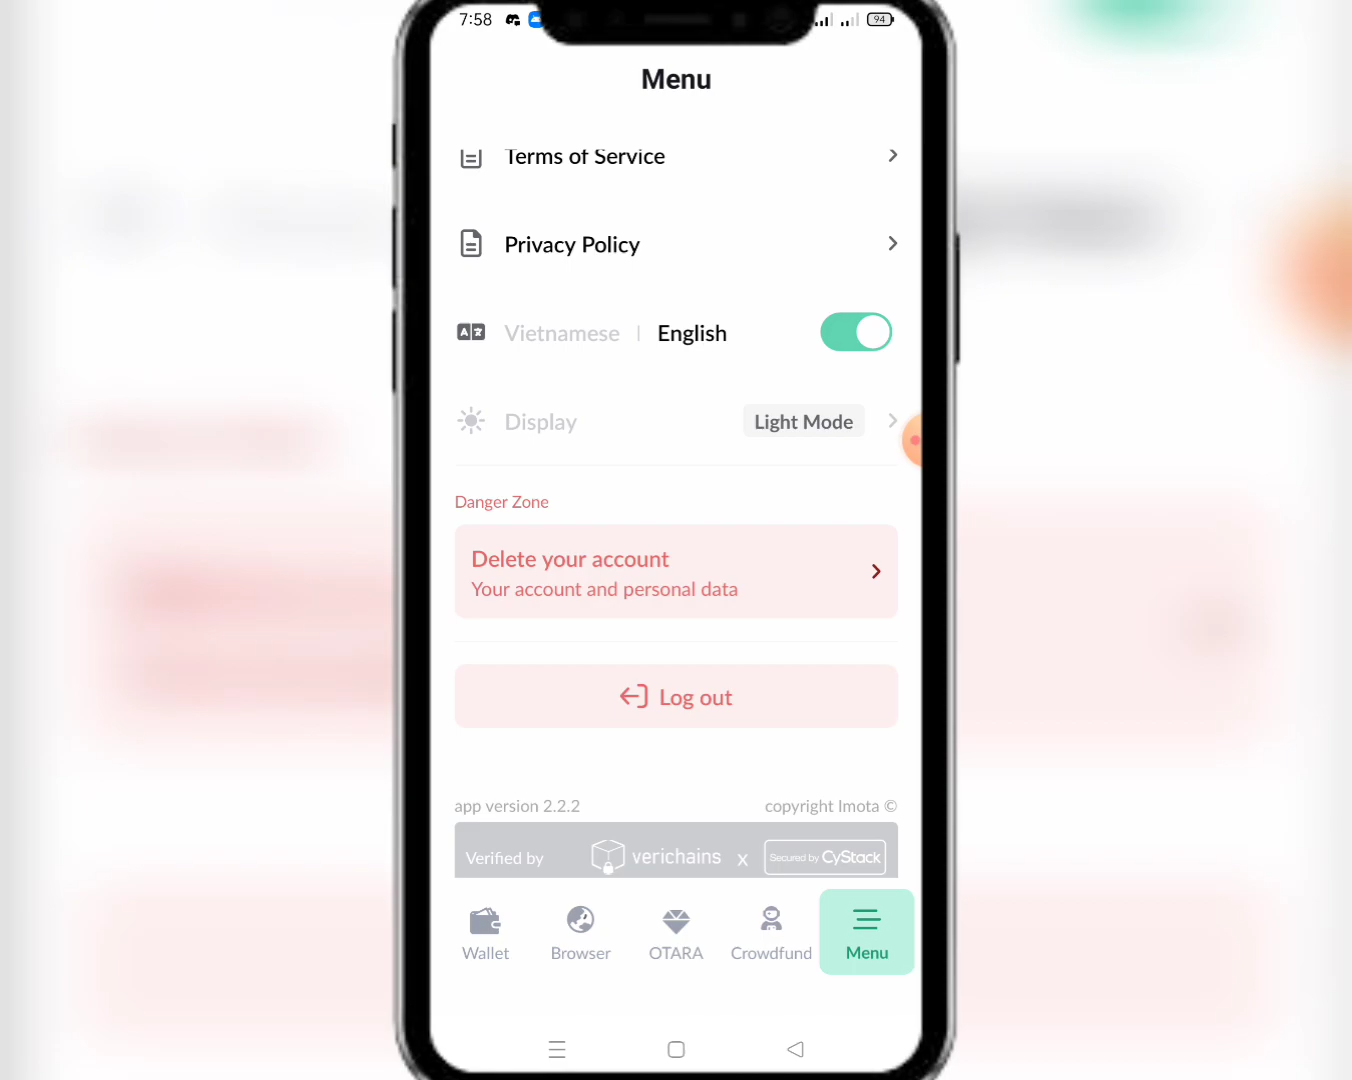 7:58
94
Menu
Terms of Service
Privacy Policy
Vietnamese | English
Display
Light Mode
Danger Zone
Delete your account
Your account and personal data
Log out
app version 2.2.2
copyright Imota ©
Verified by verichains x Secured by CyStack
Wallet
Browser
OTARA
Crowdfund
Menu